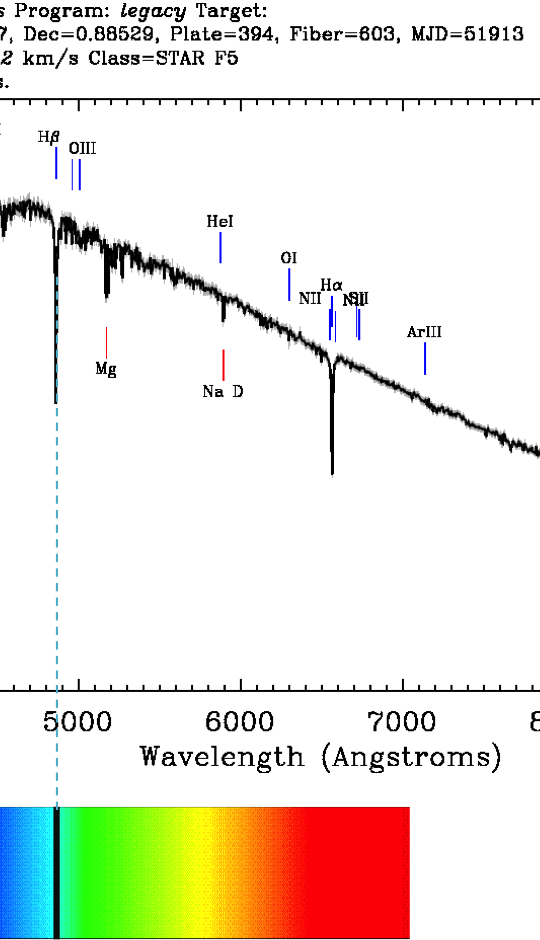 s Program: legacy Target:
7, Dec=0.88529, Plate=394, Fiber=603, MJD=51913
2 km/s Class=STAR F5
s.
Hβ
OIII
HeI
OI
Hα
NII
NII
SII
ArIII
Mg
Na D
5000 6000 7000 8
Wavelength (Angstroms)